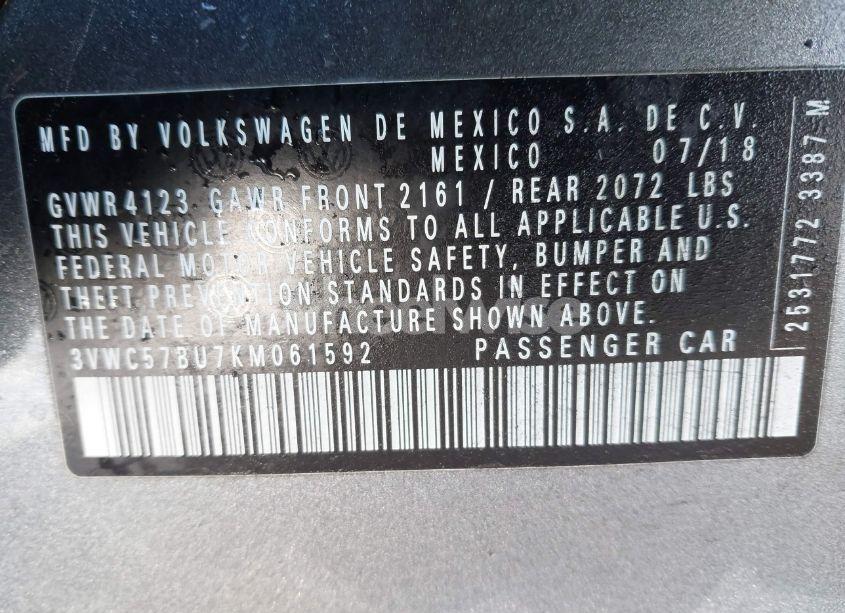 MFD BY VOLKSWAGEN DE MEXICO S.A. DE C.V.
MEXICO 07/18
GVWR 4123 GAWR FRONT 2161 / REAR 2072 LBS
THIS VEHICLE CONFORMS TO ALL APPLICABLE U.S.
FEDERAL MOTOR VEHICLE SAFETY, BUMPER AND
THEFT PREVENTION STANDARDS IN EFFECT ON
THE DATE OF MANUFACTURE SHOWN ABOVE.
3VWC57BU7KM061592 PASSENGER CAR
2531772 3387 M